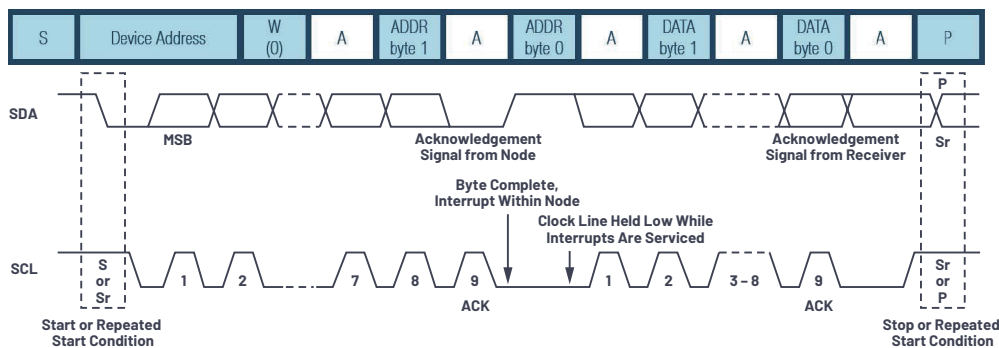 S
Device Address
W
(0)
A
ADDR
byte 1
A
ADDR
byte 0
A
DATA
byte 1
A
DATA
byte 0
A
P
SDA
MSB
Acknowledgement
Signal from Node
Acknowledgement
Signal from Receiver
P
Sr
Byte Complete,
Interrupt Within Node
Clock Line Held Low While
Interrupts Are Serviced
SCL
S
or
Sr
1
2
7
8
9
ACK
1
2
3–8
9
ACK
Sr
or
P
Start or Repeated
Start Condition
Stop or Repeated
Start Condition